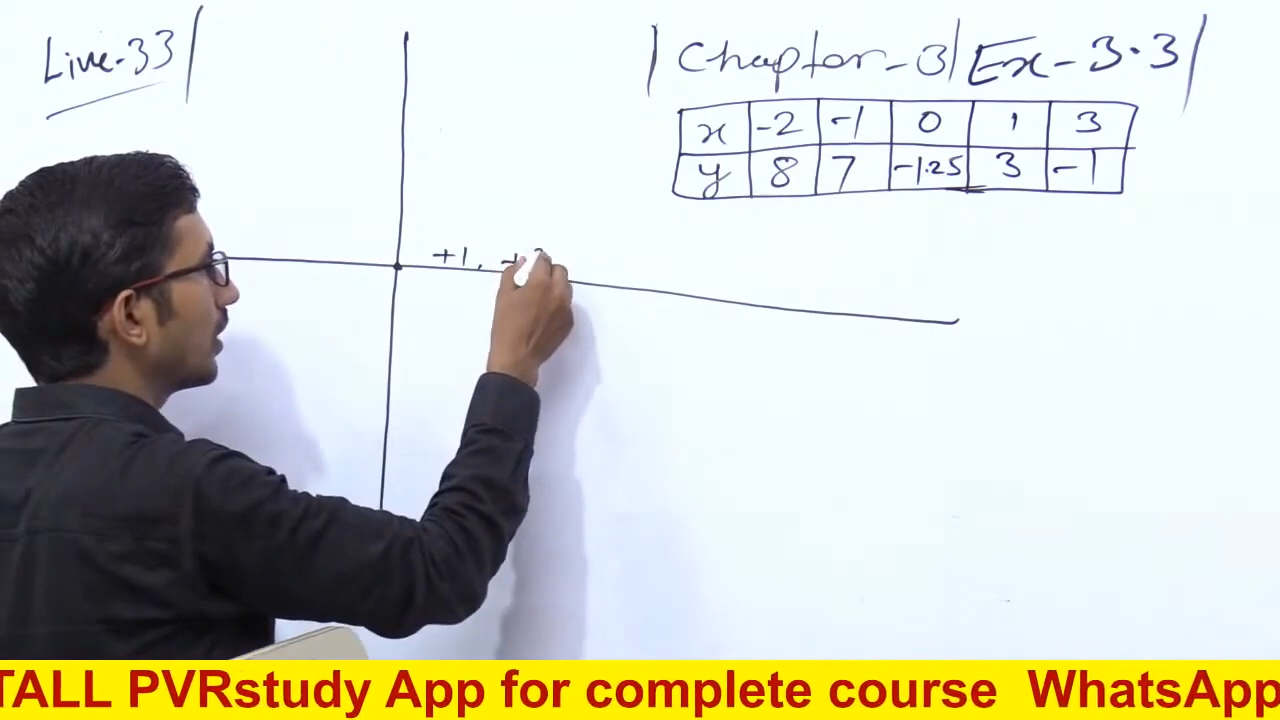 Live-33 |
| Chapter-3 | Ex-3.3 |
x -2 -1 0 1 3
y 8 7 -1.25 3 -1
+1, +
TALL PVRstudy App for complete course WhatsApp